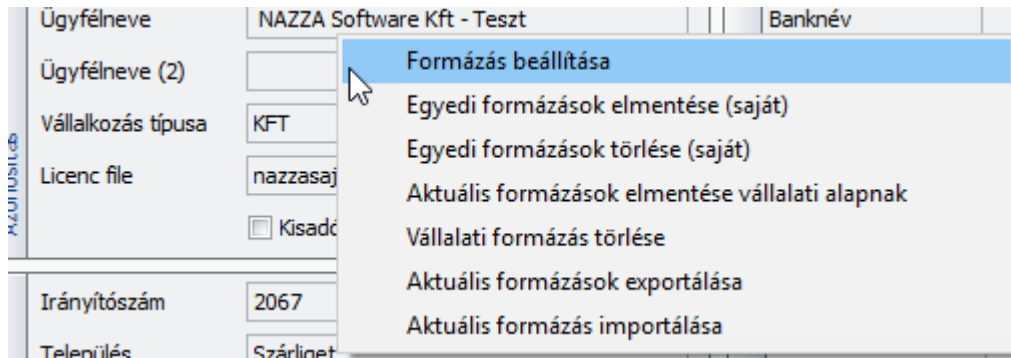 Ügyfélneve NAZZA Software Kft - Teszt Banknév
Formázás beállítása
Ügyfélneve (2)
Egyedi formázások elmentése (saját)
Vállalkozás típusa KFT
Egyedi formázások törlése (saját)
Licenc file nazzasaj
Aktuális formázások elmentése vállalati alapnak
Kisadó
Vállalati formázás törlése
Azonosítás
Aktuális formázások exportálása
Irányítószám 2067
Aktuális formázás importálása
Település Szárliget